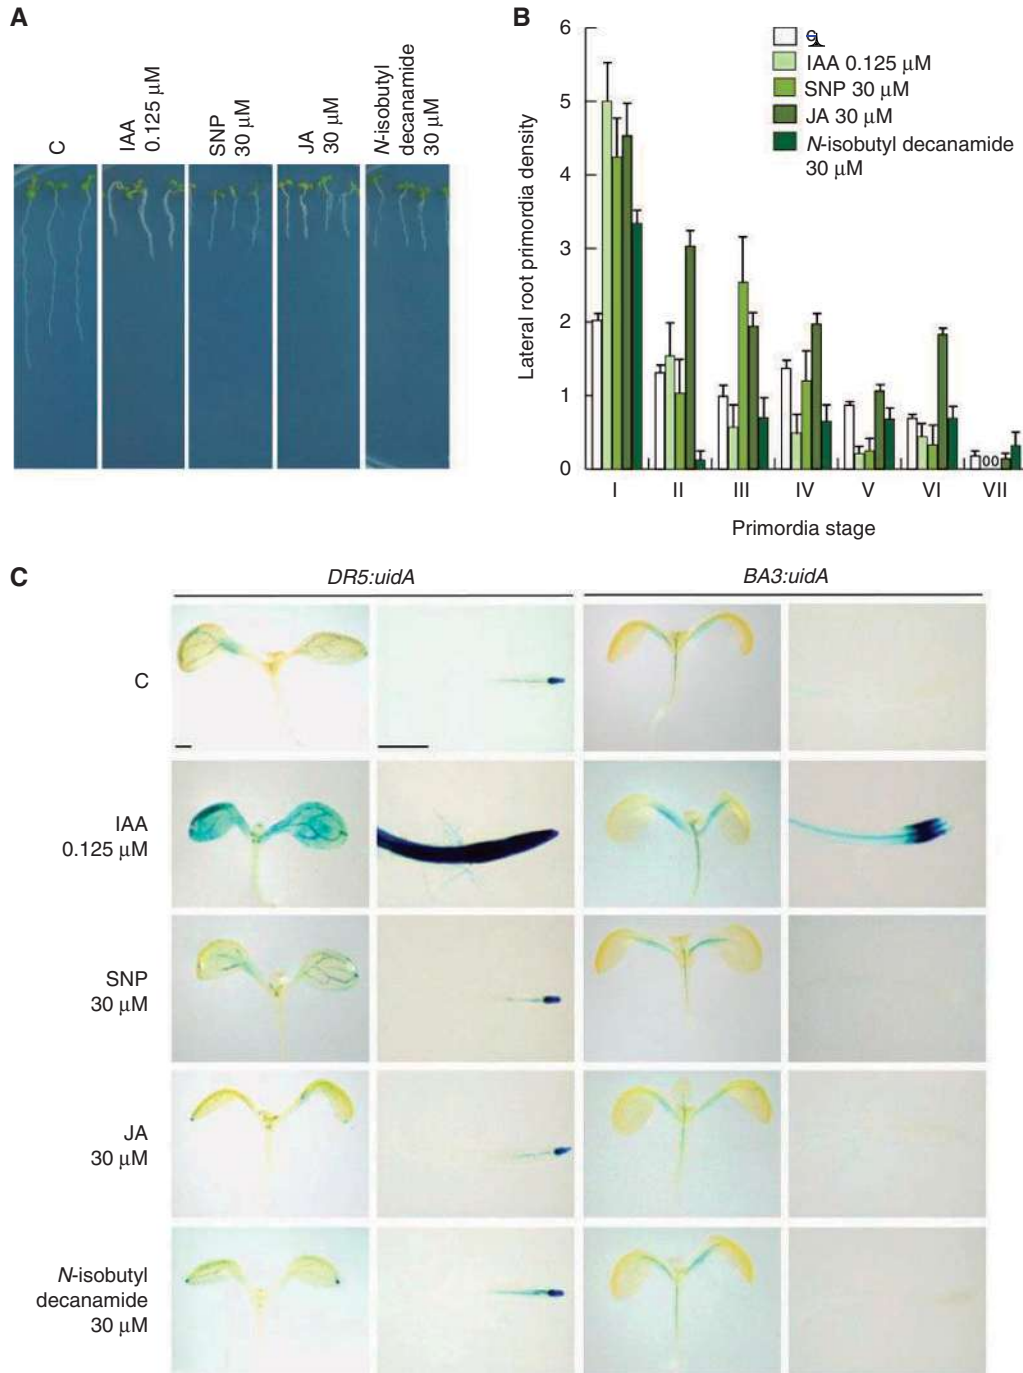 A
C
IAA
0.125 μM
SNP
30 μM
JA
30 μM
N-isobutyl
decanamide
30 μM
B
Lateral root primordia density
6
5
4
3
2
1
0
IAA 0.125 μM
SNP 30 μM
JA 30 μM
N-isobutyl decanamide
30 μM
00
I II III IV V VI VII
Primordia stage
C
DR5:uidA BA3:uidA
C
IAA
0.125 μM
SNP
30 μM
JA
30 μM
N-isobutyl
decanamide
30 μM